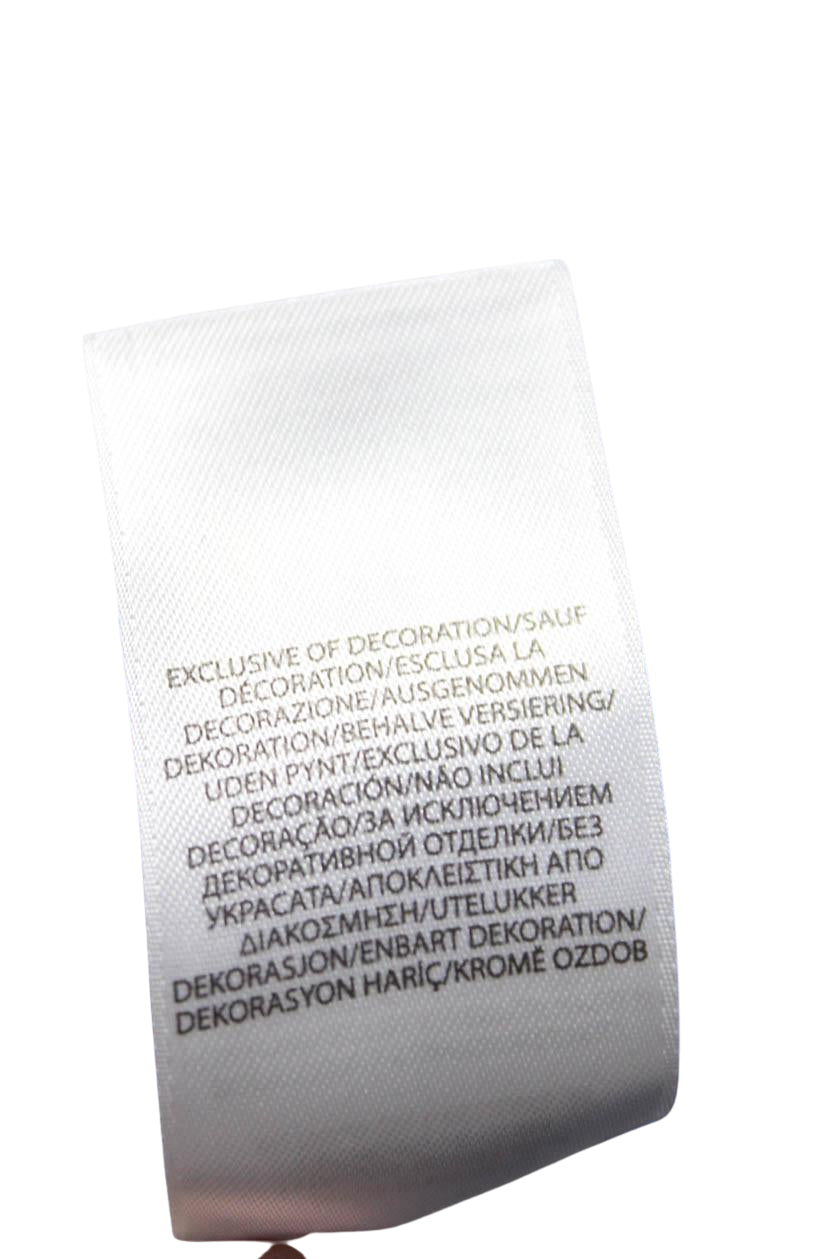 EXCLUSIVE OF DECORATION/SAUF
DÉCORATION/ESCLUSA LA
DECORAZIONE/AUSGENOMMEN
DEKORATION/BEHALVE VERSIERING/
UDEN PYNT/EXCLUSIVO DE LA
DECORACIÓN/NÃO INCLUI
DECORAÇÃO/ЗА ИСКЛЮЧЕНИЕМ
ДЕКОРАТИВНОЙ ОТДЕЛКИ/БЕЗ
УКРАСАТА/ΑΠΟΚΛΕΙΣΤΙΚΗ ΑΠΟ
ΔΙΑΚΟΣΜΗΣΗ/UTELUKKER
DEKORASJON/ENBART DEKORATION/
DEKORASYON HARİÇ/KROMĚ OZDOB